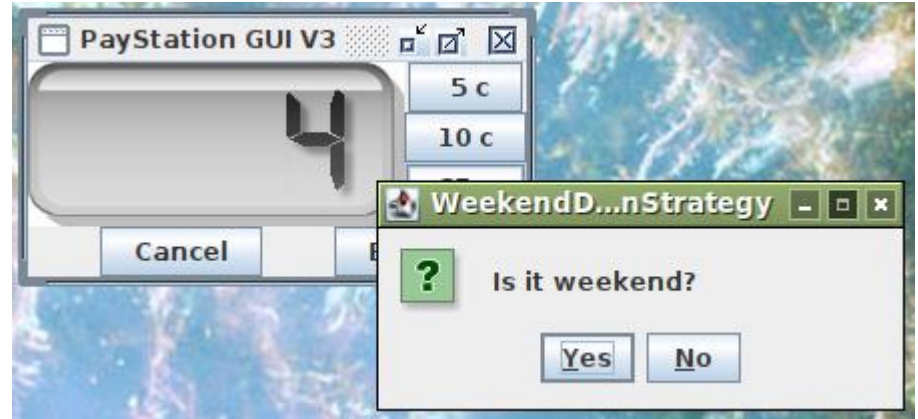 PayStation GUI V3
5 c
4
10 c
WeekendD...nStrategy
Cancel
Is it weekend?
Yes
No